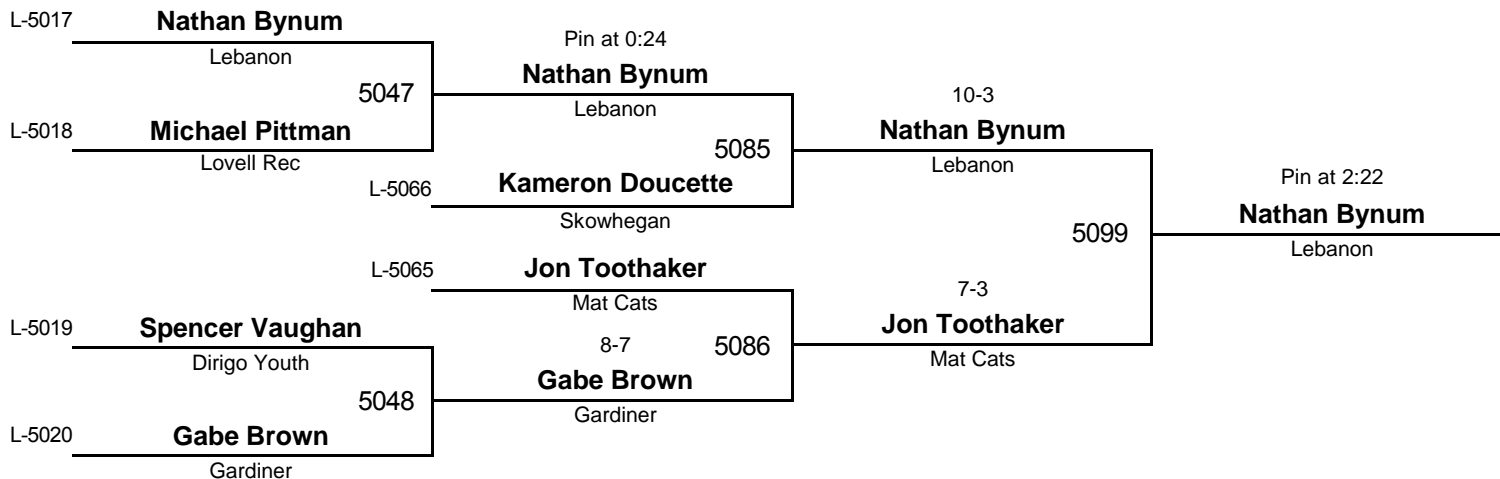 L-5017
Nathan Bynum
Lebanon
5047
L-5018
Michael Pittman
Lovell Rec
Pin at 0:24
Nathan Bynum
Lebanon
5085
L-5066
Kameron Doucette
Skowhegan
10-3
Nathan Bynum
Lebanon
5099
Pin at 2:22
Nathan Bynum
Lebanon
L-5065
Jon Toothaker
Mat Cats
5086
7-3
Jon Toothaker
Mat Cats
L-5019
Spencer Vaughan
Dirigo Youth
5048
8-7
Gabe Brown
Gardiner
L-5020
Gabe Brown
Gardiner